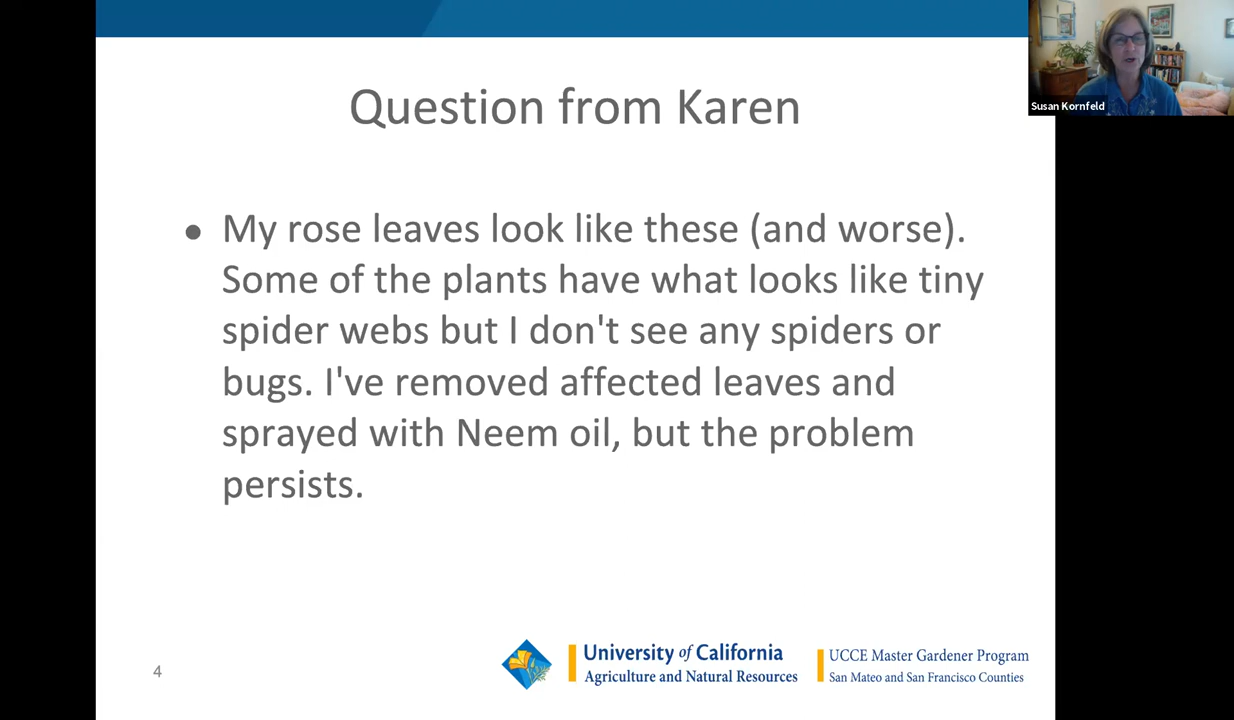 Question from Karen
Susan Kornfeld
• My rose leaves look like these (and worse).
Some of the plants have what looks like tiny
spider webs but I don't see any spiders or
bugs. I've removed affected leaves and
sprayed with Neem oil, but the problem
persists.
4
University of California
Agriculture and Natural Resources
UCCE Master Gardener Program
San Mateo and San Francisco Counties